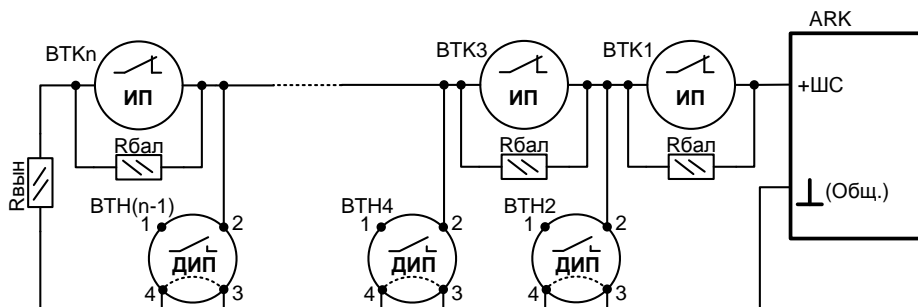 ARK
BTKn
BTK3
BTK1
ИП
ИП
ИП
+ШС
Rбал
Rбал
Rбал
Rвын
(Общ.)
BTH(n-1)
BTH4
BTH2
1
2
1
2
1
2
ДИП
ДИП
ДИП
4
3
4
3
4
3